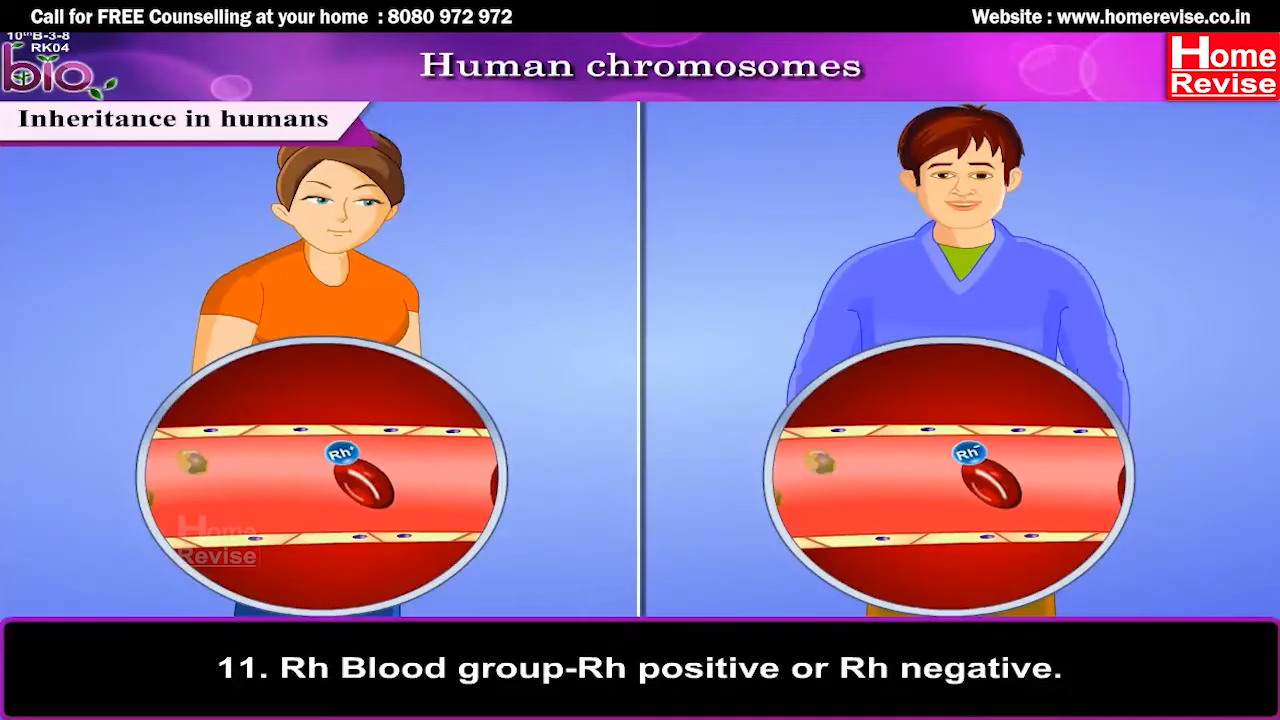 Call for FREE Counselling at your home : 8080 972 972
Website : www.homerevise.co.in
10thB-3-8
RK04
bio
Human chromosomes
Home
Revise
Inheritance in humans
Rh+
Rh-
Home
Revise
11. Rh Blood group-Rh positive or Rh negative.